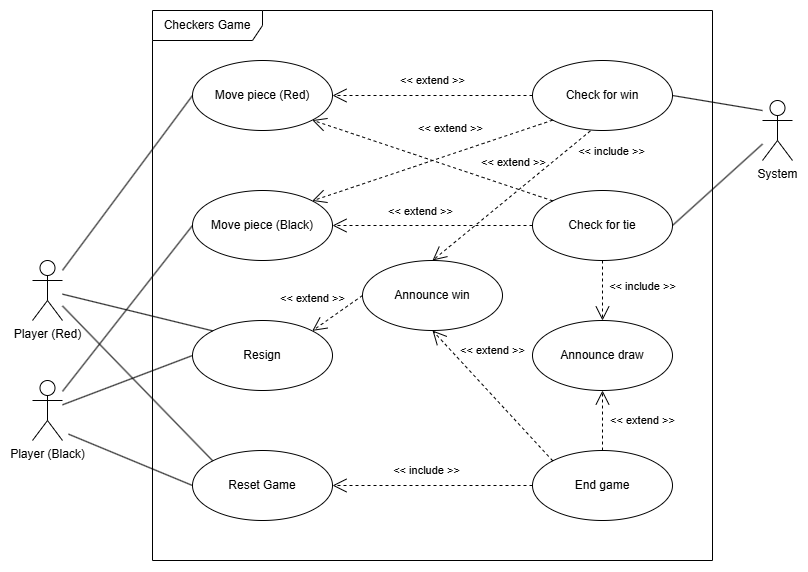 Checkers Game
Move piece (Red)
<< extend >>
Check for win
<< extend >>
<< extend >>
<< include >>
System
Move piece (Black)
<< extend >>
Check for tie
<< extend >>
Announce win
<< include >>
Player (Red)
Resign
<< extend >>
Announce draw
<< extend >>
Player (Black)
Reset Game
<< include >>
End game